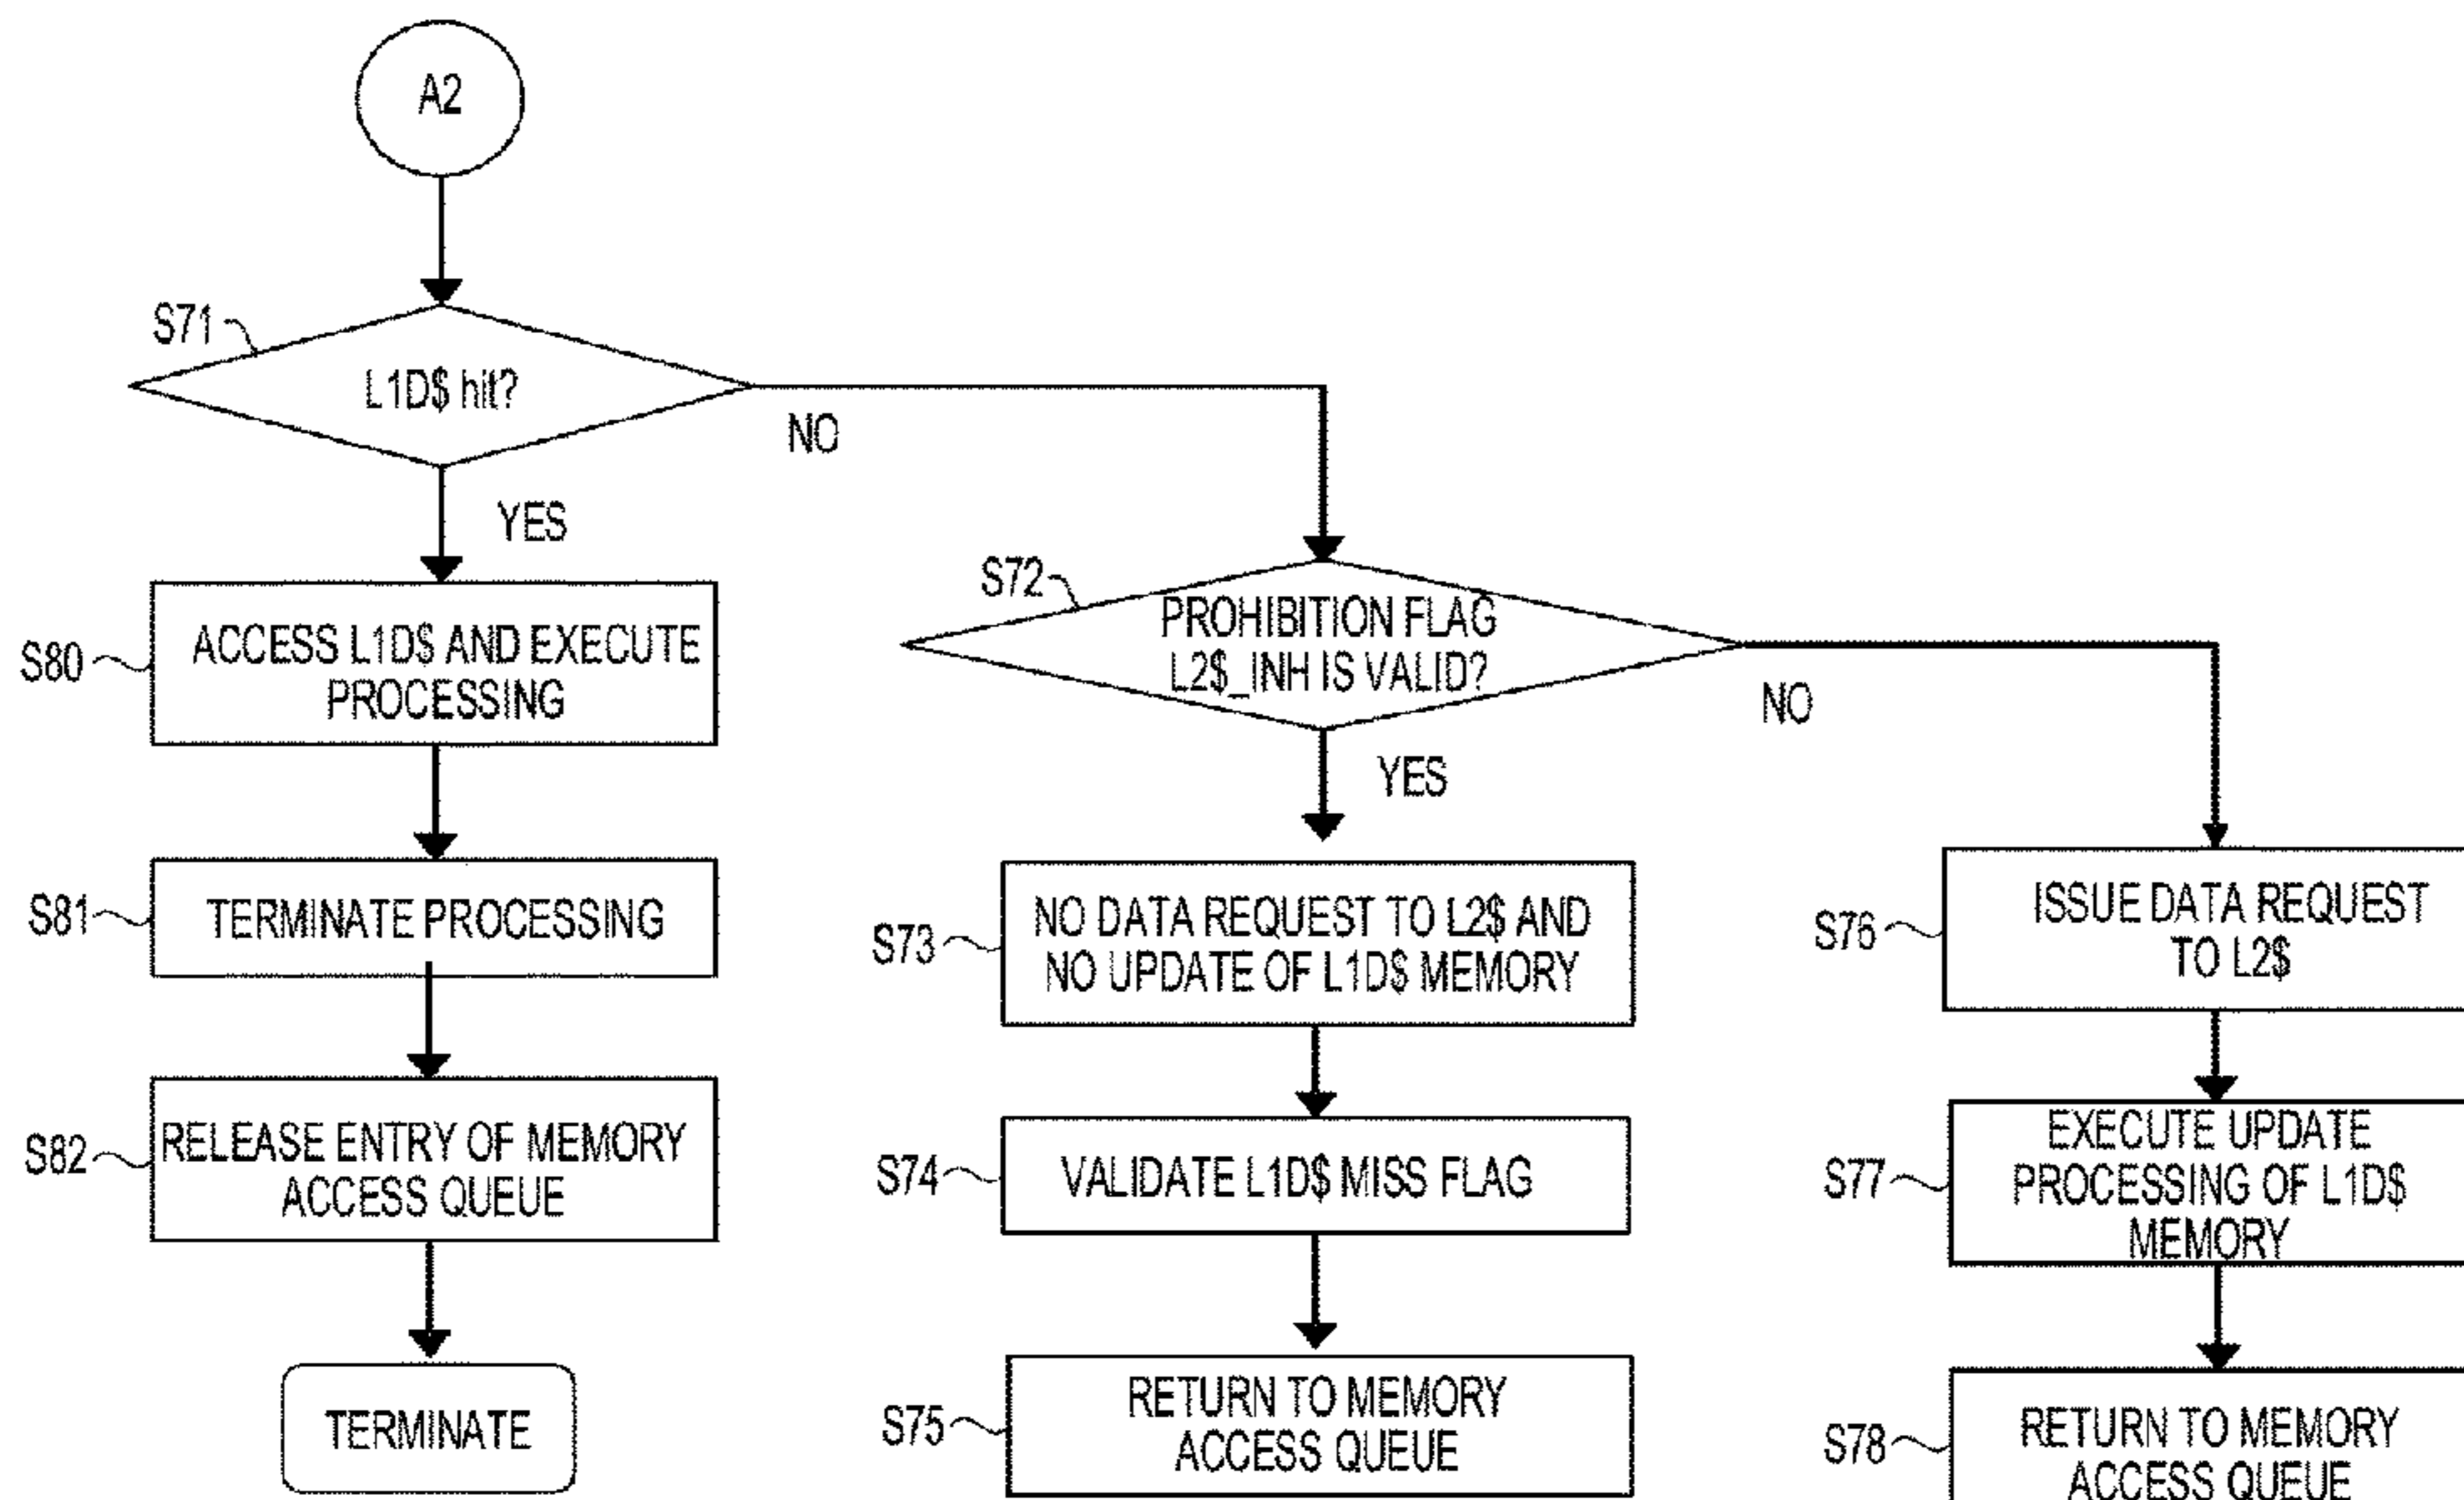 A2
S71
L1D$ hit?
NO
YES
S72
PROHIBITION FLAG
L2$_INH IS VALID?
NO
YES
S80
ACCESS L1D$ AND EXECUTE
PROCESSING
S81
TERMINATE PROCESSING
S82
RELEASE ENTRY OF MEMORY
ACCESS QUEUE
TERMINATE
S73
NO DATA REQUEST TO L2$ AND
NO UPDATE OF L1D$ MEMORY
S74
VALIDATE L1D$ MISS FLAG
S75
RETURN TO MEMORY
ACCESS QUEUE
S76
ISSUE DATA REQUEST
TO L2$
S77
EXECUTE UPDATE
PROCESSING OF L1D$
MEMORY
S78
RETURN TO MEMORY
ACCESS QUEUE